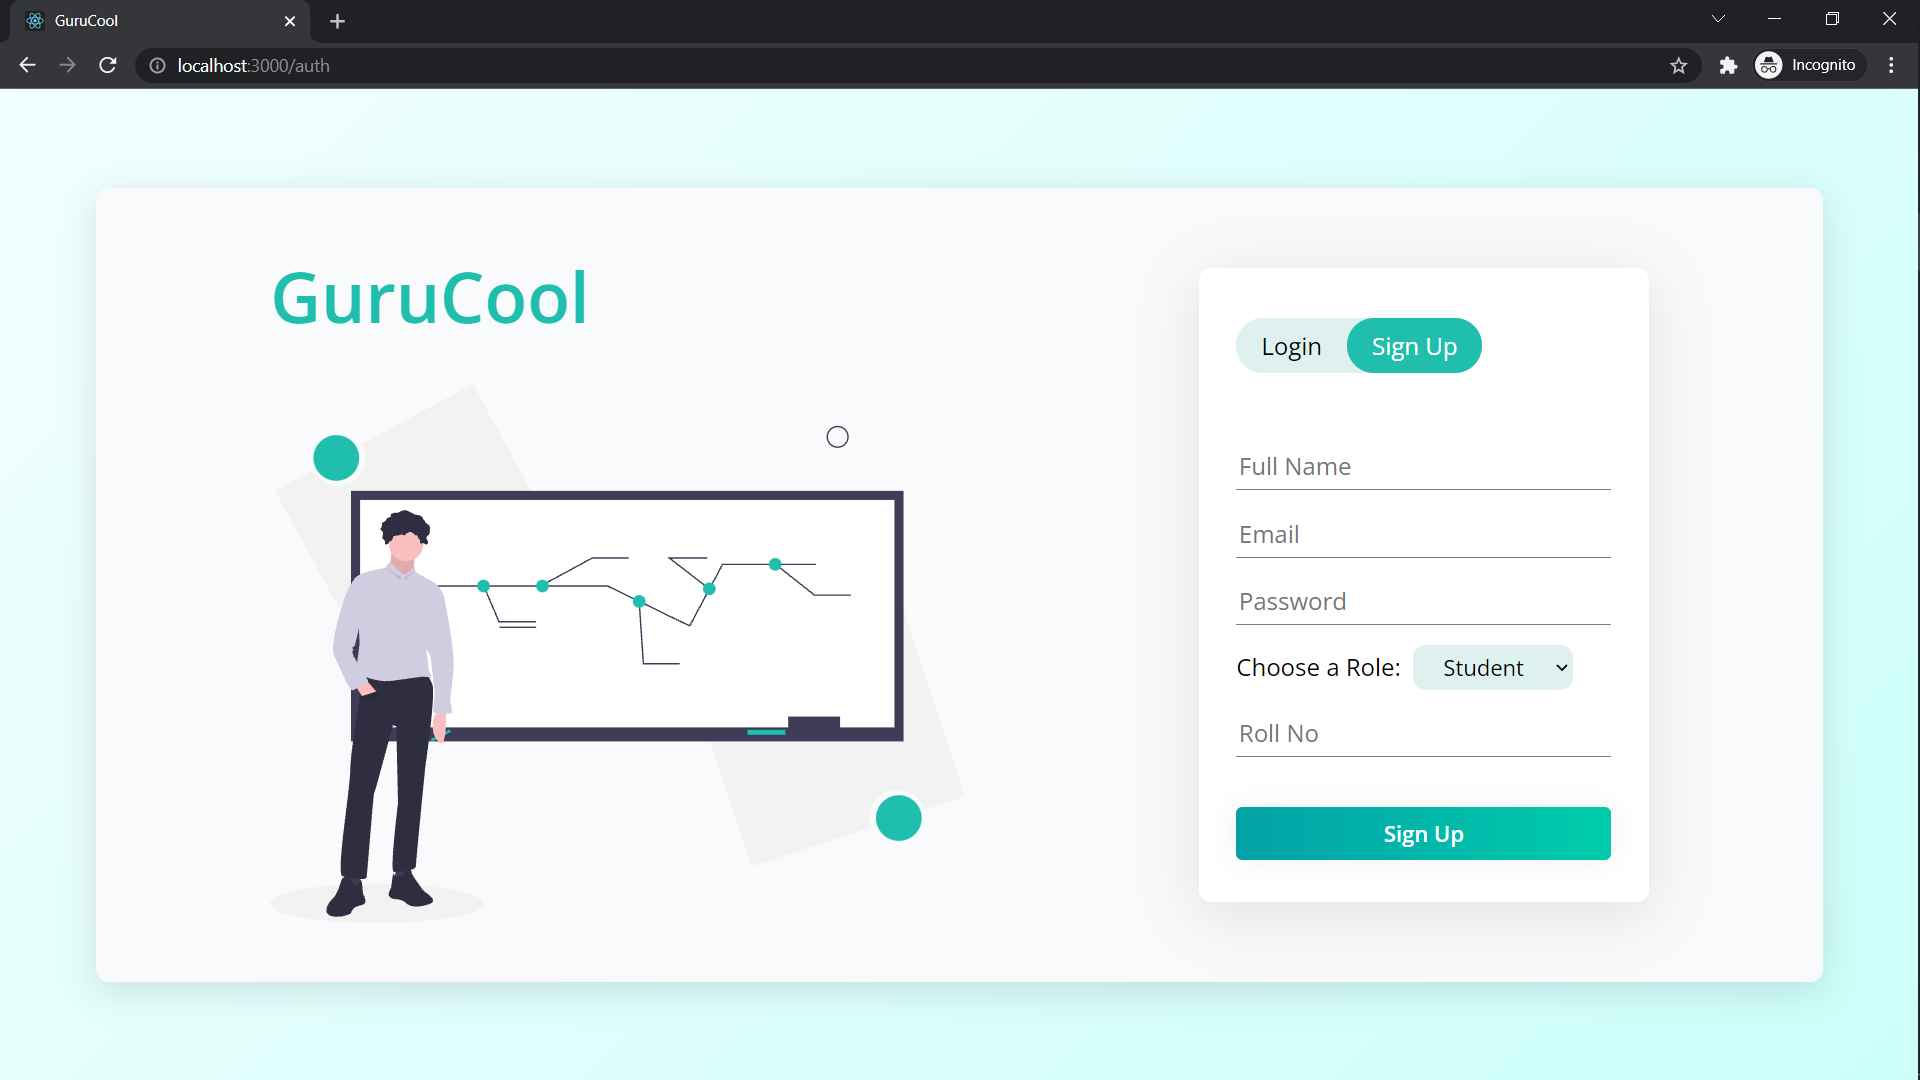 GuruCool
localhost:3000/auth
Incognito
GuruCool
Login
Sign Up
Full Name
Email
Password
Choose a Role: Student
Roll No
Sign Up